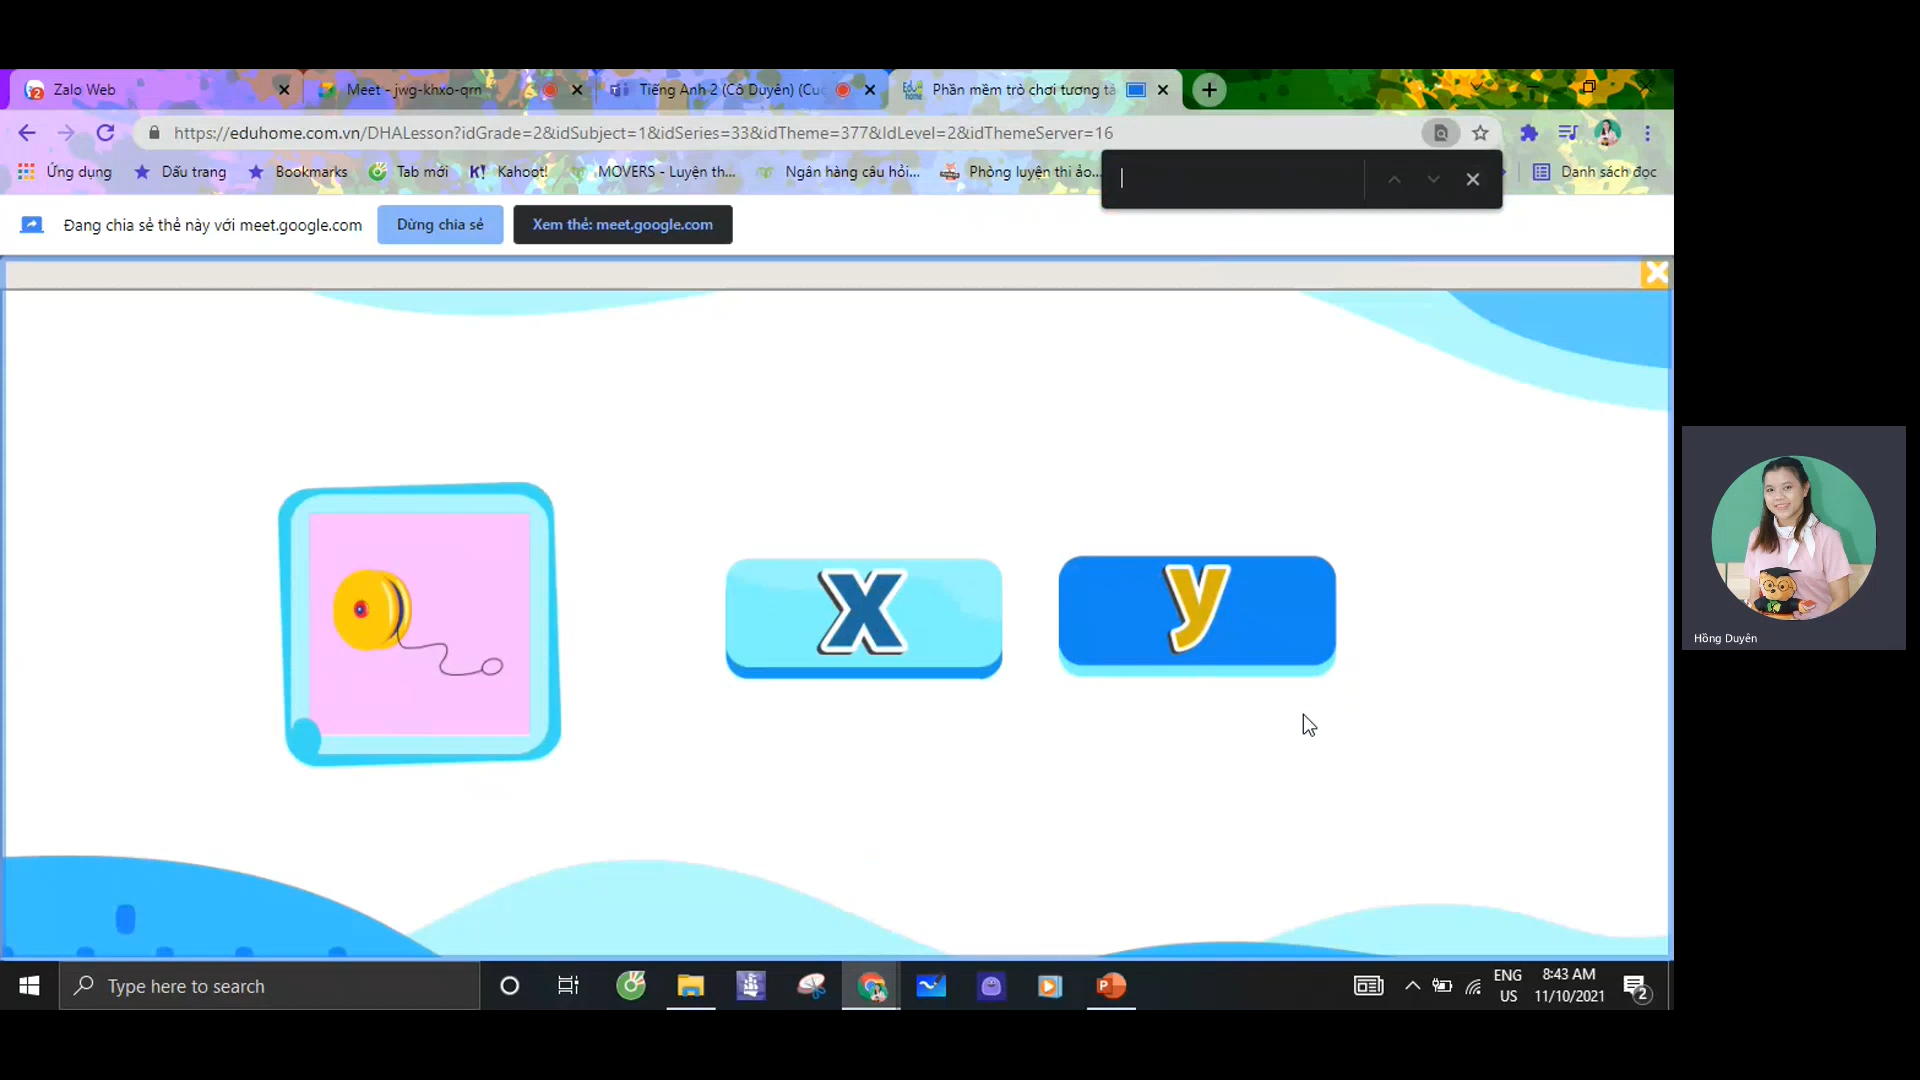 Zalo Web
Meet - jwg-khxo-qrn
Tiếng Anh 2 (Cô Duyên) (Cuộ
Phần mềm trò chơi tương tá
https://eduhome.com.vn/DHALesson?idGrade=2&idSubject=1&idSeries=33&idTheme=377&IdLevel=2&idThemeServer=16
Ứng dụng
Dấu trang
Bookmarks
Tab mới
K! Kahoot!
MOVERS - Luyện th...
Ngân hàng câu hỏi...
Phòng luyện thi ảo...
Danh sách đọc
Đang chia sẻ thẻ này với meet.google.com
Dừng chia sẻ
Xem thẻ: meet.google.com
x
y
Hồng Duyên
Type here to search
ENG
US
8:43 AM
11/10/2021
2